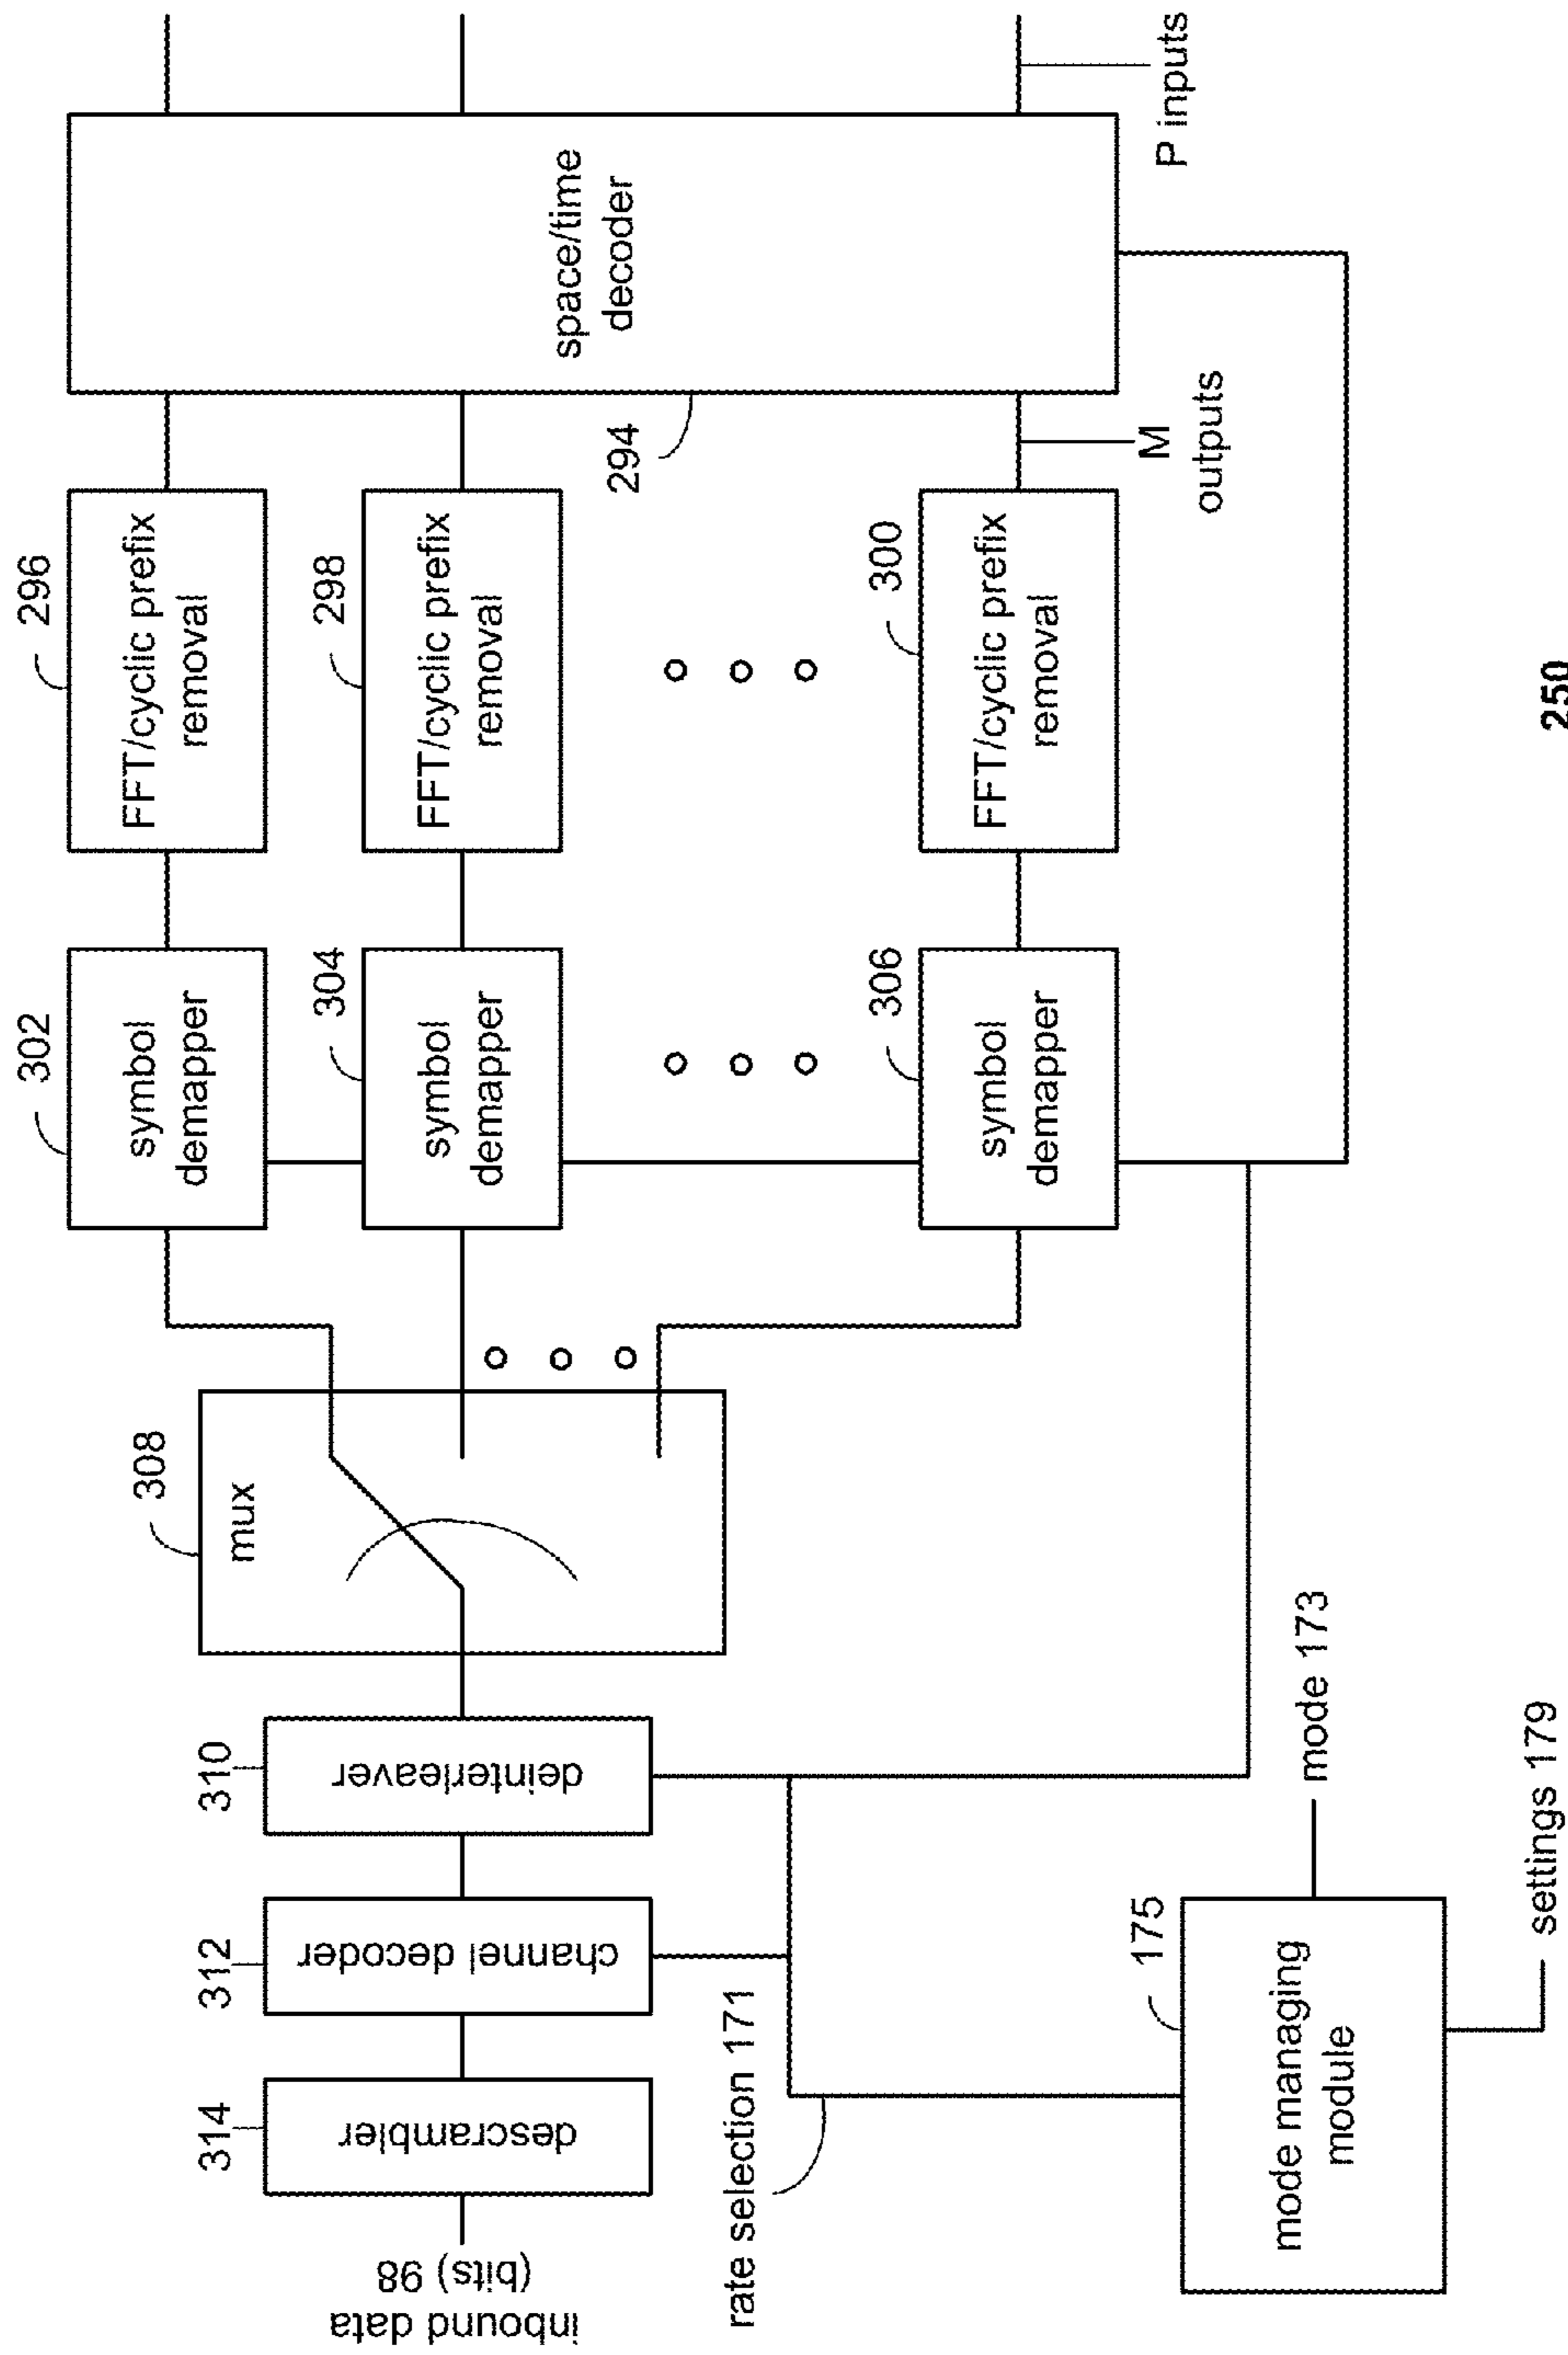 302
symbol
demapper
296
FFT/cyclic prefix
removal
308
mux
304
symbol
demapper
298
FFT/cyclic prefix
removal
space/time
decoder
294
314
descrambler
312
channel decoder
310
deinterleaver
inbound data
(bits) 98
306
symbol
demapper
300
FFT/cyclic prefix
removal
M
outputs
P inputs
rate selection 171
175
mode managing
module
mode 173
settings 179
250